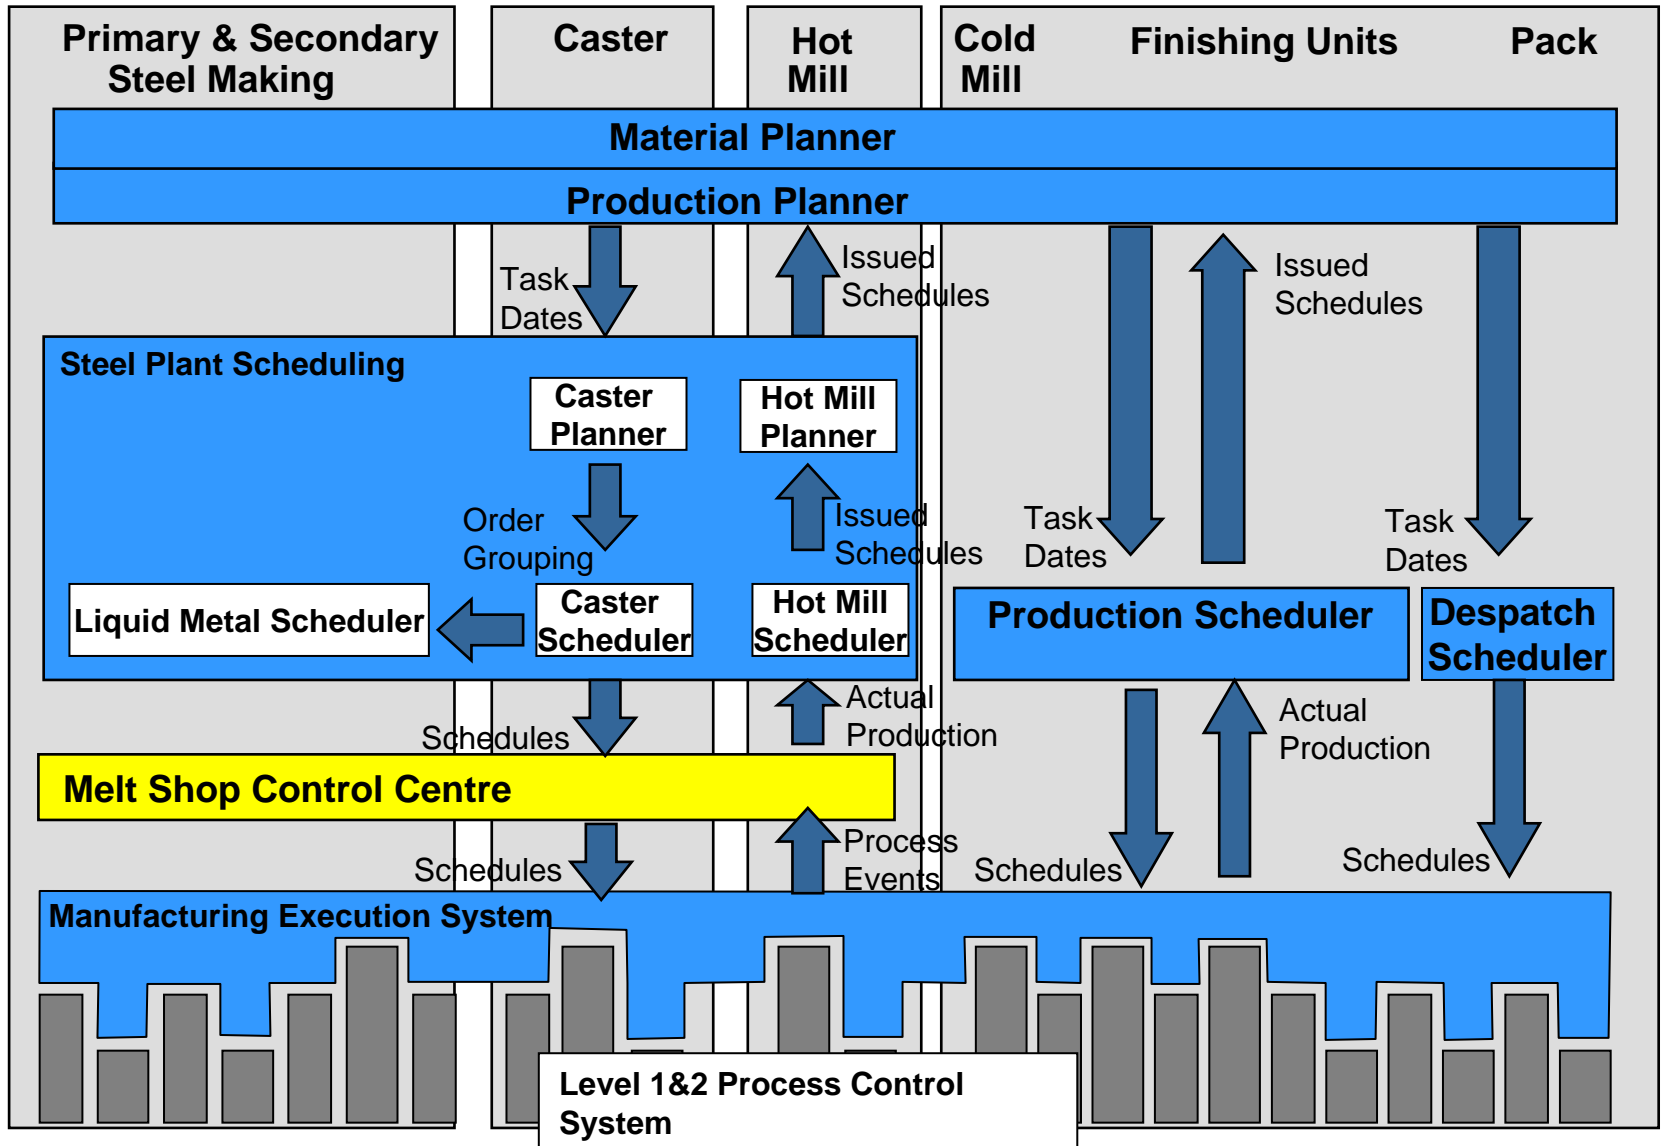 Primary & Secondary
Steel Making
Caster
Hot
Mill
Cold
Mill
Finishing Units
Pack
Material Planner
Production Planner
Task
Dates
Issued
Schedules
Issued
Schedules
Steel Plant Scheduling
Caster
Planner
Hot Mill
Planner
Order
Grouping
Issued
Schedules
Task
Dates
Task
Dates
Liquid Metal Scheduler
Caster
Scheduler
Hot Mill
Scheduler
Production Scheduler
Despatch
Scheduler
Schedules
Actual
Production
Actual
Production
Melt Shop Control Centre
Schedules
Process
Events
Schedules
Schedules
Manufacturing Execution System
Level 1&2 Process Control
System